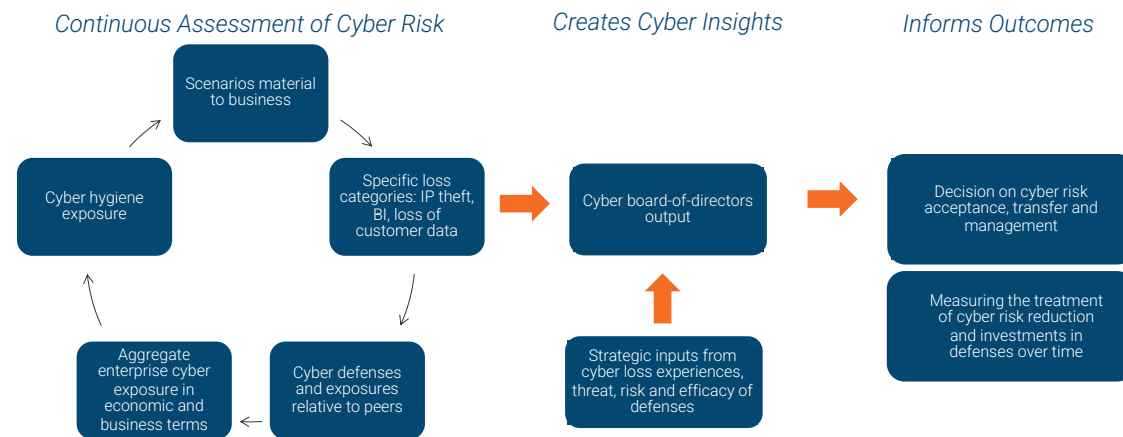 Continuous Assessment of Cyber Risk
Creates Cyber Insights
Informs Outcomes
Scenarios material
to business
Specific loss
categories: IP theft,
BI, loss of
customer data
Cyber defenses
and exposures
relative to peers
Aggregate
enterprise cyber
exposure in
economic and
business terms
Cyber hygiene
exposure
Cyber board-of-directors
output
Strategic inputs from
cyber loss experiences,
threat, risk and efficacy of
defenses
Decision on cyber risk
acceptance, transfer and
management
Measuring the treatment
of cyber risk reduction
and investments in
defenses over time